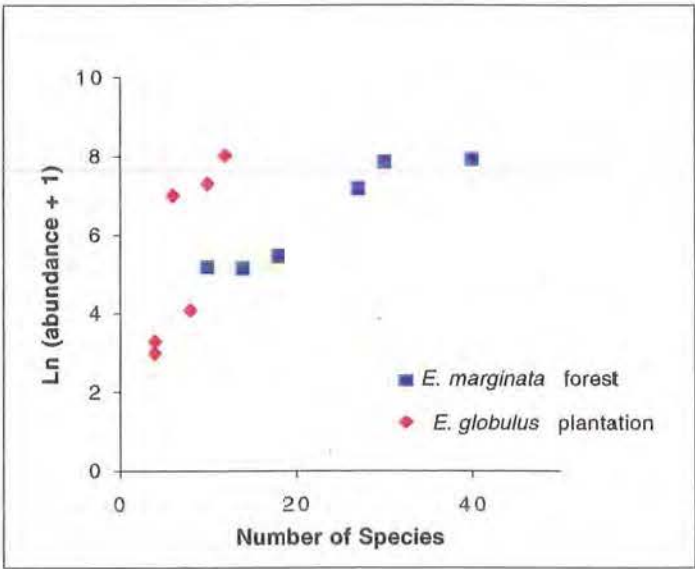 10
8
6
4
2
0
Ln (abundance + 1)
E. marginata forest
E. globulus plantation
0 20 40
Number of Species